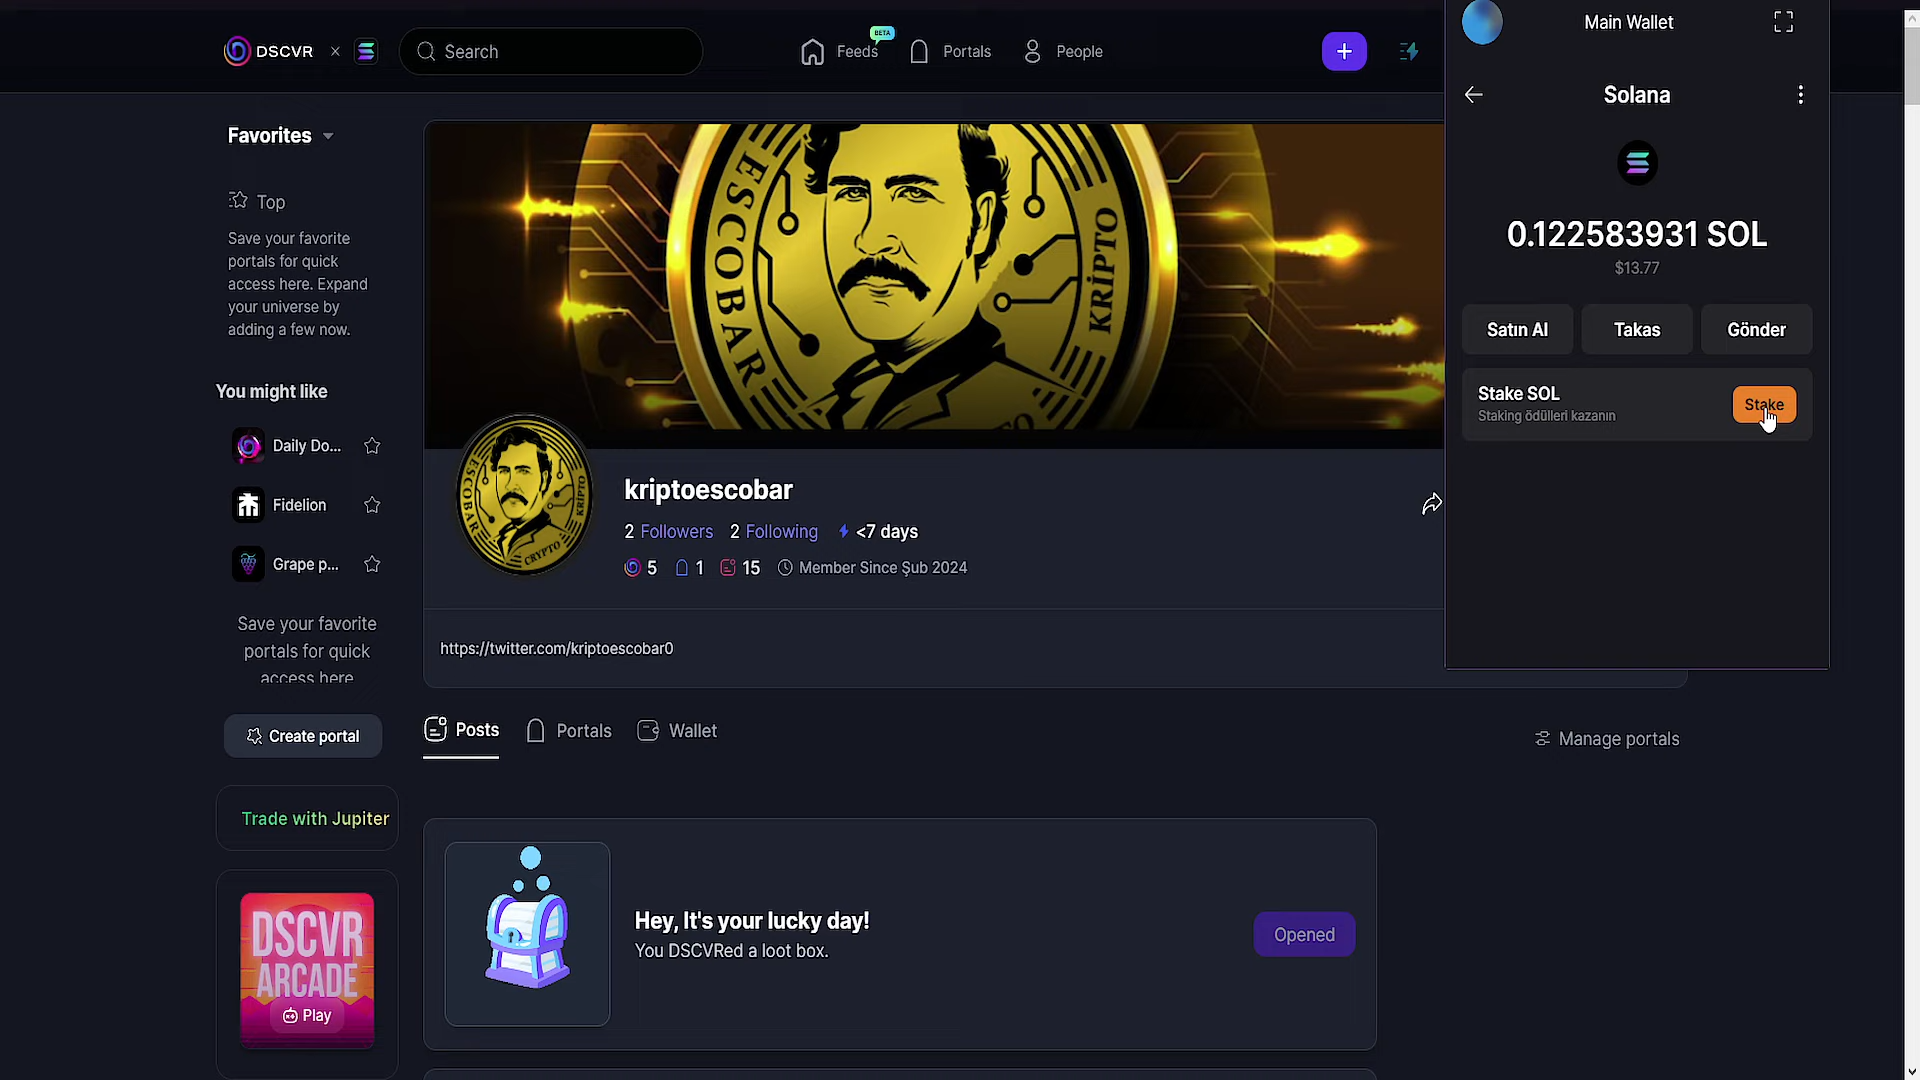 DSCVR
Search
Feeds
BETA
Portals
People
Main Wallet
Solana
0.122583931 SOL
$13.77
Satın Al
Takas
Gönder
Stake SOL
Staking ödülleri kazanın
Stake
Favorites
Top
Save your favorite
portals for quick
access here. Expand
your universe by
adding a few now.
You might like
Daily Do...
Fidelion
Grape p...
Save your favorite
portals for quick
access here
Create portal
Trade with Jupiter
DSCVR
ARCADE
Play
ESCOBAR
KRİPTO
ESCOBAR
KRİPTO
CRYPTO
kriptoescobar
2 Followers 2 Following <7 days
5 1 15 Member Since Şub 2024
https://twitter.com/kriptoescobar0
Posts
Portals
Wallet
Manage portals
Hey, It's your lucky day!
You DSCVRed a loot box.
Opened